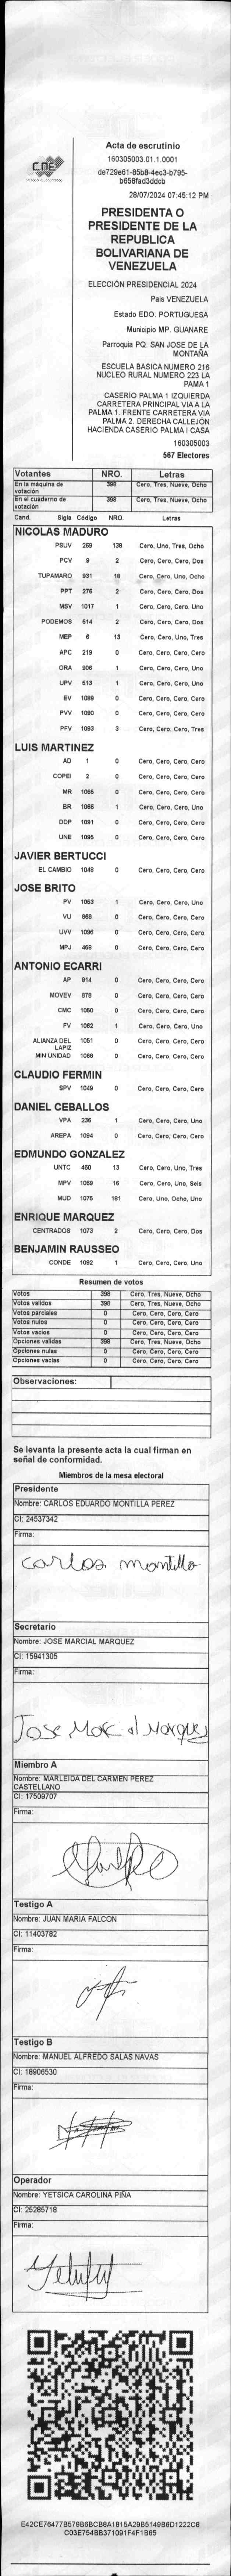 CNE
Acta de escrutinio
160305003.01.1.0001
de729e61-85b8-4ec3-b795-
b658fad3ddcb
28/07/2024 07:45:12 PM
PRESIDENTA O
PRESIDENTE DE LA
REPUBLICA
BOLIVARIANA DE
VENEZUELA
ELECCIÓN PRESIDENCIAL 2024
Pais VENEZUELA
Estado EDO. PORTUGUESA
Municipio MP. GUANARE
Parroquia PQ. SAN JOSE DE LA
MONTAÑA
ESCUELA BASICA NUMERO 216
NUCLEO RURAL NUMERO 223 LA
PAMA 1
CASERÍO PALMA 1 IZQUIERDA
CARRETERA PRINCIPAL VIA A LA
PALMA 1. FRENTE CARRETERA VIA
PALMA 2. DERECHA CALLEJÓN
HACIENDA CASERIO PALMA I CASA
160305003
567 Electores
Votantes NRO. Letras
En la máquina de votación 398 Cero, Tres, Nueve, Ocho
En el cuaderno de votación 398 Cero, Tres, Nueve, Ocho
Cand. Sigla Código NRO. Letras
NICOLAS MADURO
PSUV 269 138 Cero, Uno, Tres, Ocho
PCV 9 2 Cero, Cero, Cero, Dos
TUPAMARO 931 18 Cero, Cero, Uno, Ocho
PPT 276 2 Cero, Cero, Cero, Dos
MSV 1017 1 Cero, Cero, Cero, Uno
PODEMOS 514 2 Cero, Cero, Cero, Dos
MEP 6 13 Cero, Cero, Uno, Tres
APC 219 0 Cero, Cero, Cero, Cero
ORA 906 1 Cero, Cero, Cero, Uno
UPV 513 1 Cero, Cero, Cero, Uno
EV 1089 0 Cero, Cero, Cero, Cero
PVV 1090 0 Cero, Cero, Cero, Cero
PFV 1093 3 Cero, Cero, Cero, Tres
LUIS MARTINEZ
AD 1 0 Cero, Cero, Cero, Cero
COPEI 2 0 Cero, Cero, Cero, Cero
MR 1065 0 Cero, Cero, Cero, Cero
BR 1066 1 Cero, Cero, Cero, Uno
DDP 1091 0 Cero, Cero, Cero, Cero
UNE 1095 0 Cero, Cero, Cero, Cero
JAVIER BERTUCCI
EL CAMBIO 1048 0 Cero, Cero, Cero, Cero
JOSE BRITO
PV 1053 1 Cero, Cero, Cero, Uno
VU 868 0 Cero, Cero, Cero, Cero
UVV 1096 0 Cero, Cero, Cero, Cero
MPJ 458 0 Cero, Cero, Cero, Cero
ANTONIO ECARRI
AP 914 0 Cero, Cero, Cero, Cero
MOVEV 878 0 Cero, Cero, Cero, Cero
CMC 1050 0 Cero, Cero, Cero, Cero
FV 1062 1 Cero, Cero, Cero, Uno
ALIANZA DEL LAPIZ 1051 0 Cero, Cero, Cero, Cero
MIN UNIDAD 1068 0 Cero, Cero, Cero, Cero
CLAUDIO FERMIN
SPV 1049 0 Cero, Cero, Cero, Cero
DANIEL CEBALLOS
VPA 236 1 Cero, Cero, Cero, Uno
AREPA 1094 0 Cero, Cero, Cero, Cero
EDMUNDO GONZALEZ
UNTC 460 13 Cero, Cero, Uno, Tres
MPV 1069 16 Cero, Cero, Uno, Seis
MUD 1075 181 Cero, Uno, Ocho, Uno
ENRIQUE MARQUEZ
CENTRADOS 1073 2 Cero, Cero, Cero, Dos
BENJAMIN RAUSSEO
CONDE 1092 1 Cero, Cero, Cero, Uno
Resumen de votos
Votos 398 Cero, Tres, Nueve, Ocho
Votos validos 398 Cero, Tres, Nueve, Ocho
Votos parciales 0 Cero, Cero, Cero, Cero
Votos nulos 0 Cero, Cero, Cero, Cero
Votos vacios 0 Cero, Cero, Cero, Cero
Opciones validas 398 Cero, Tres, Nueve, Ocho
Opciones nulas 0 Cero, Cero, Cero, Cero
Opciones vacias 0 Cero, Cero, Cero, Cero
Observaciones:
Se levanta la presente acta la cual firman en
señal de conformidad.
Miembros de la mesa electoral
Presidente
Nombre: CARLOS EDUARDO MONTILLA PEREZ
CI: 24537342
Firma:
carlos montilla
Secretario
Nombre: JOSE MARCIAL MARQUEZ
CI: 15941305
Firma:
Jose Marcial Marquez
Miembro A
Nombre: MARLEIDA DEL CARMEN PEREZ
CASTELLANO
CI: 17509707
Firma:
Testigo A
Nombre: JUAN MARIA FALCON
CI: 11403782
Firma:
Testigo B
Nombre: MANUEL ALFREDO SALAS NAVAS
CI: 18906530
Firma:
Operador
Nombre: YETSICA CAROLINA PIÑA
CI: 25285718
Firma:
E42CE76477B579B6BCB8A1815A29B5149B6D1222C8
C03E754BB371091F4F1B65